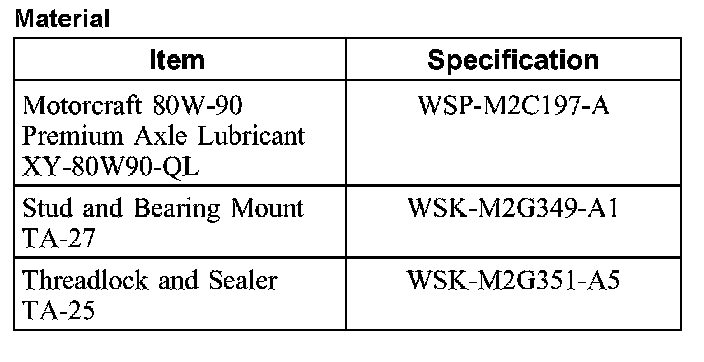 Material
Item Specification
Motorcraft 80W-90 WSP-M2C197-A
Premium Axle Lubricant
XY-80W90-QL
Stud and Bearing Mount WSK-M2G349-A1
TA-27
Threadlock and Sealer WSK-M2G351-A5
TA-25